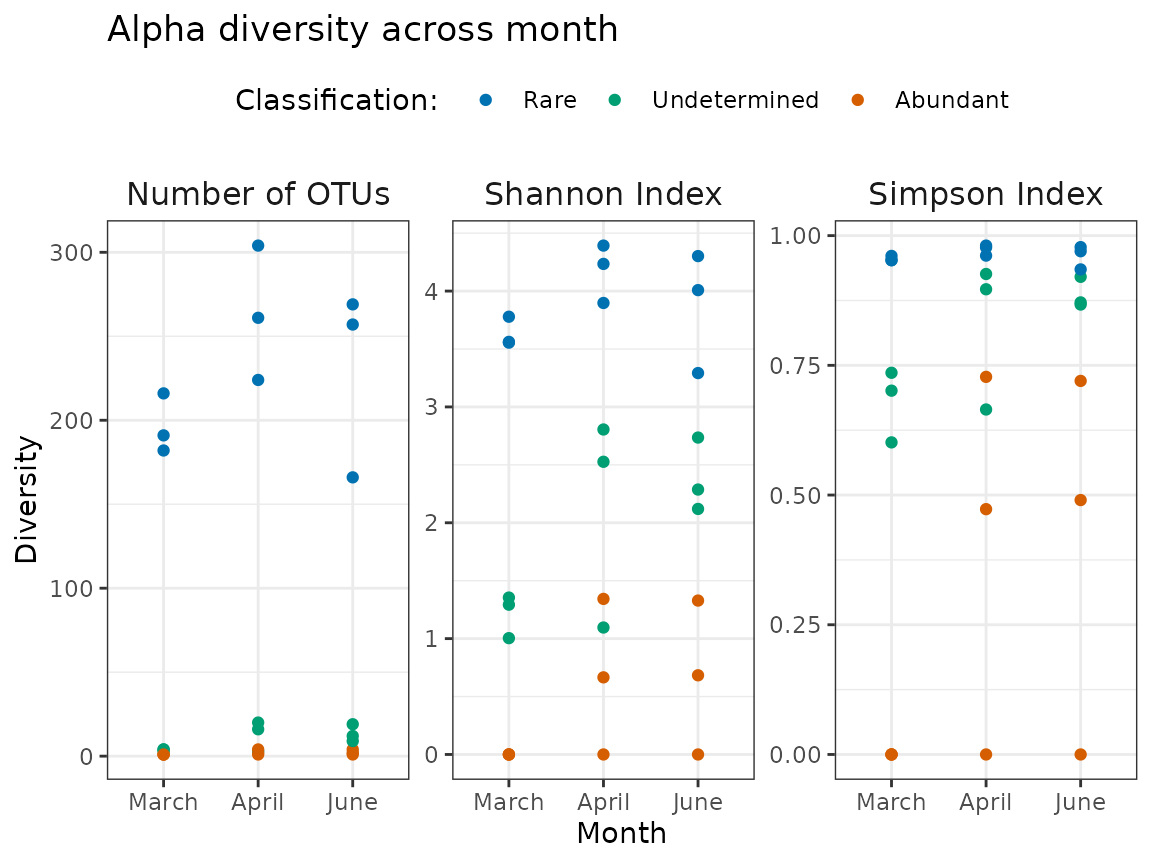 Alpha diversity across month
Classification: Rare Undetermined Abundant
Number of OTUs Shannon Index Simpson Index
Diversity
300
200
100
0
4
3
2
1
0
1.00
0.75
0.50
0.25
0.00
March April June March April June March April June
Month